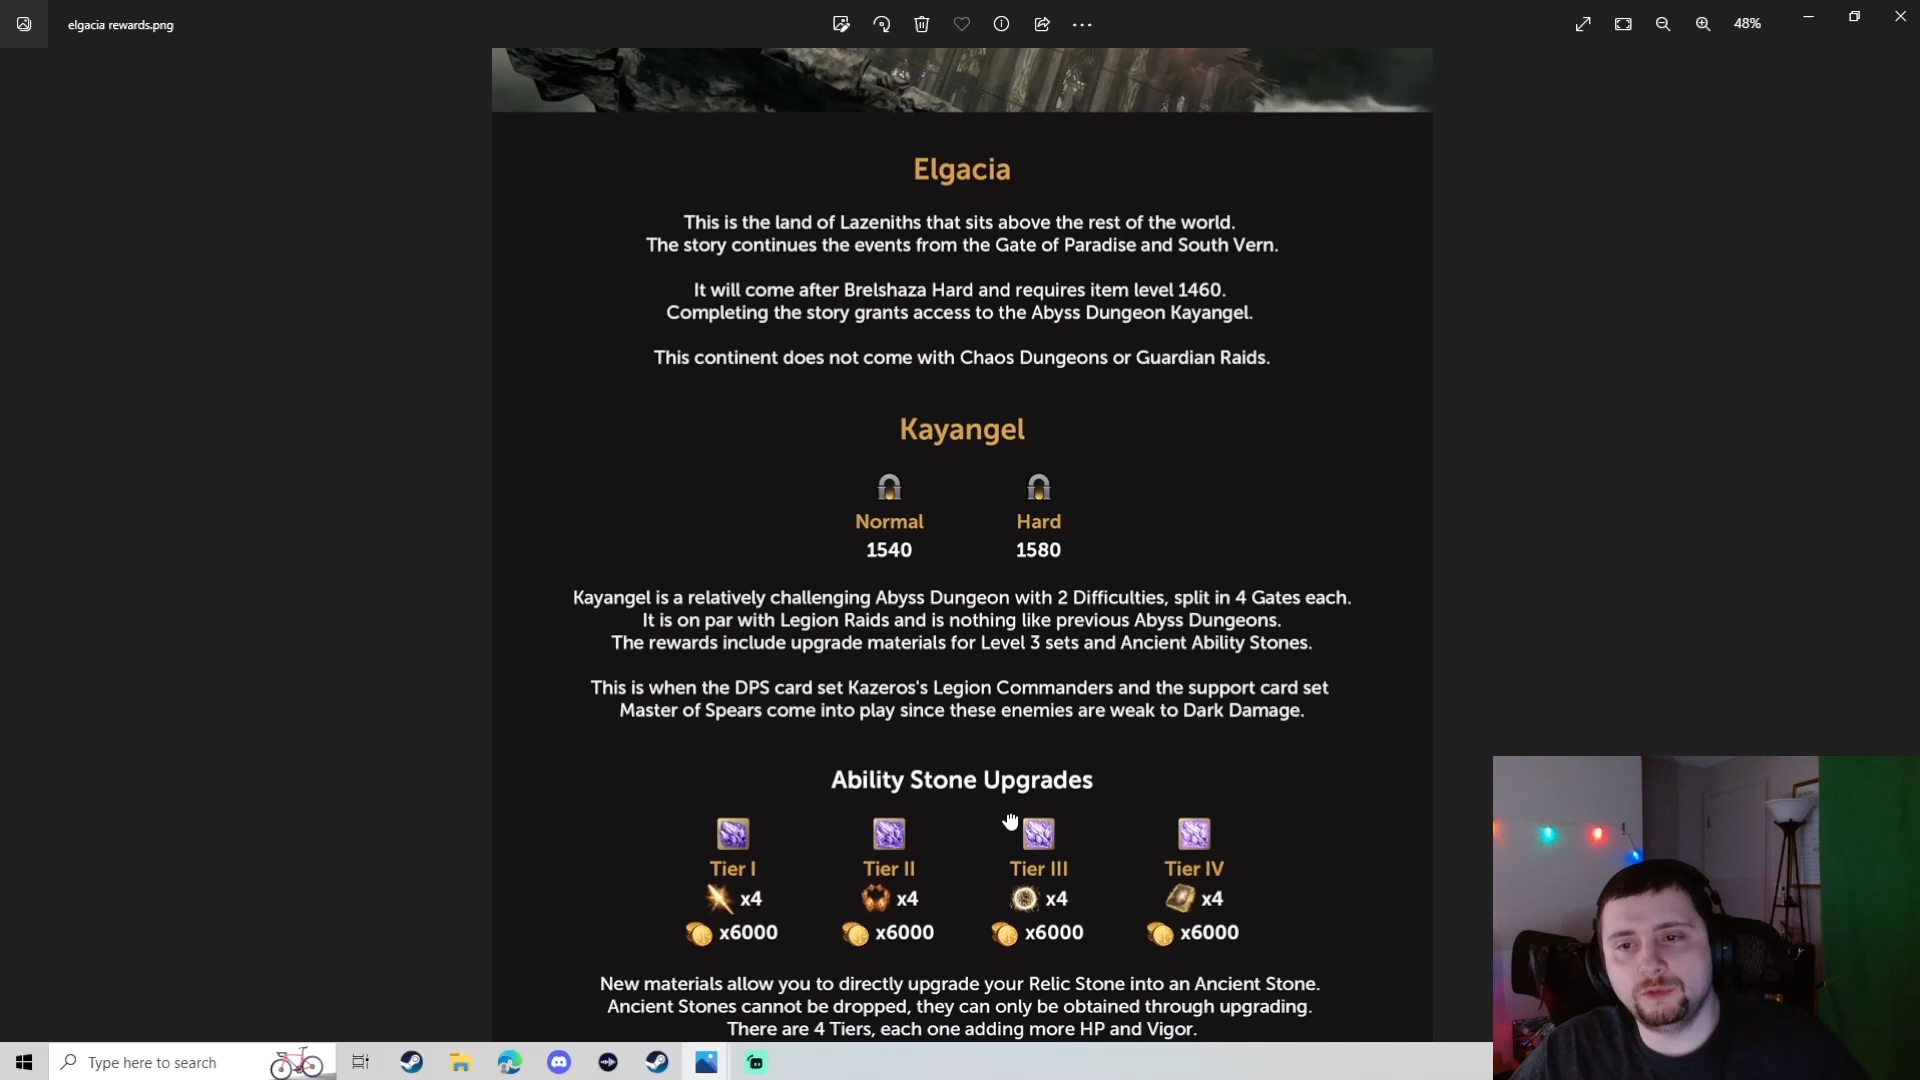 elgacia rewards.png
48%
Elgacia
This is the land of Lazeniths that sits above the rest of the world.
The story continues the events from the Gate of Paradise and South Vern.
It will come after Brelshaza Hard and requires item level 1460.
Completing the story grants access to the Abyss Dungeon Kayangel.
This continent does not come with Chaos Dungeons or Guardian Raids.
Kayangel
Normal Hard
1540 1580
Kayangel is a relatively challenging Abyss Dungeon with 2 Difficulties, split in 4 Gates each.
It is on par with Legion Raids and is nothing like previous Abyss Dungeons.
The rewards include upgrade materials for Level 3 sets and Ancient Ability Stones.
This is when the DPS card set Kazeros's Legion Commanders and the support card set
Master of Spears come into play since these enemies are weak to Dark Damage.
Ability Stone Upgrades
Tier I Tier II Tier III Tier IV
x4 x4 x4 x4
x6000 x6000 x6000 x6000
New materials allow you to directly upgrade your Relic Stone into an Ancient Stone.
Ancient Stones cannot be dropped, they can only be obtained through upgrading.
There are 4 Tiers, each one adding more HP and Vigor.
Type here to search